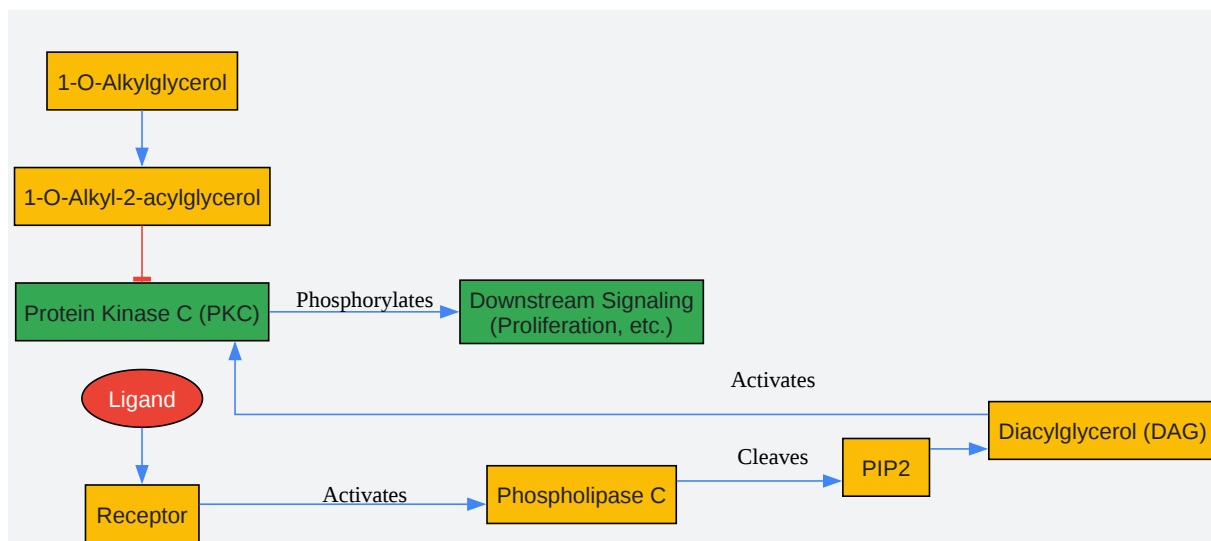 1-O-Alkylglycerol
1-O-Alkyl-2-acylglycerol
Protein Kinase C (PKC)
Phosphorylates
Downstream Signaling
(Proliferation, etc.)
Ligand
Activates
Diacylglycerol (DAG)
Cleaves
PIP2
Phospholipase C
Activates
Receptor